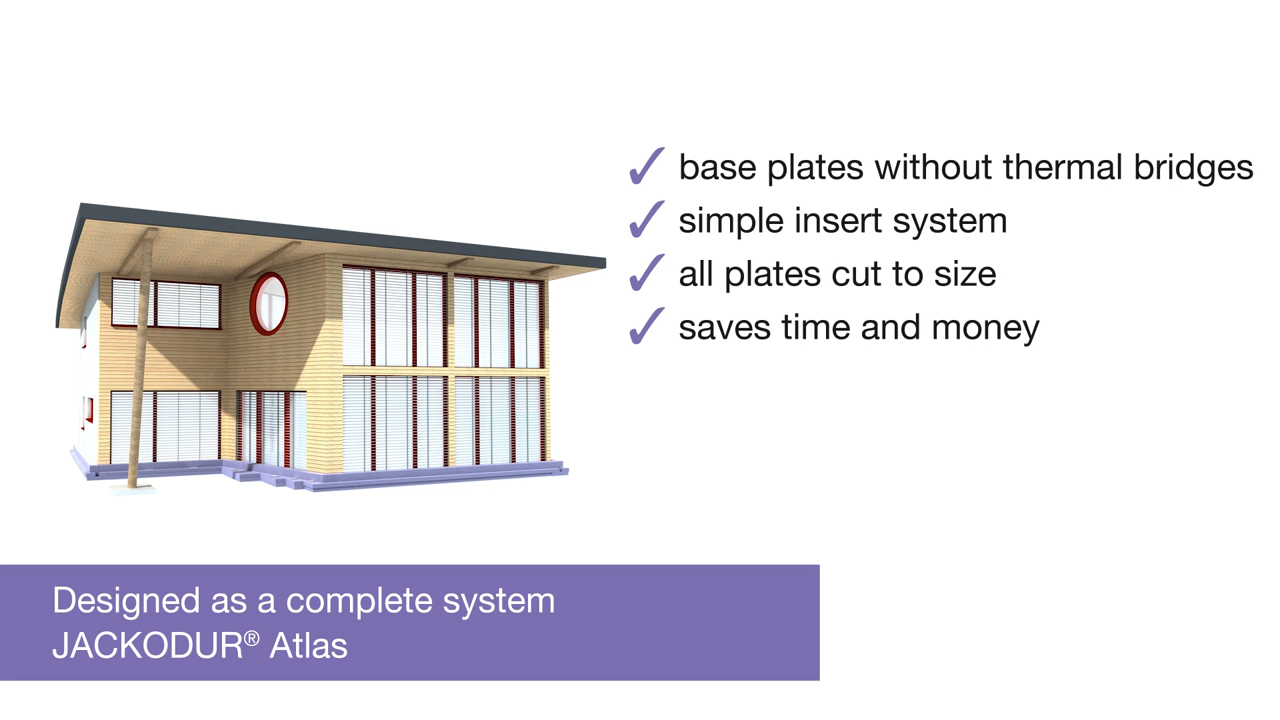 base plates without thermal bridges
simple insert system
all plates cut to size
saves time and money
Designed as a complete system
JACKODUR® Atlas